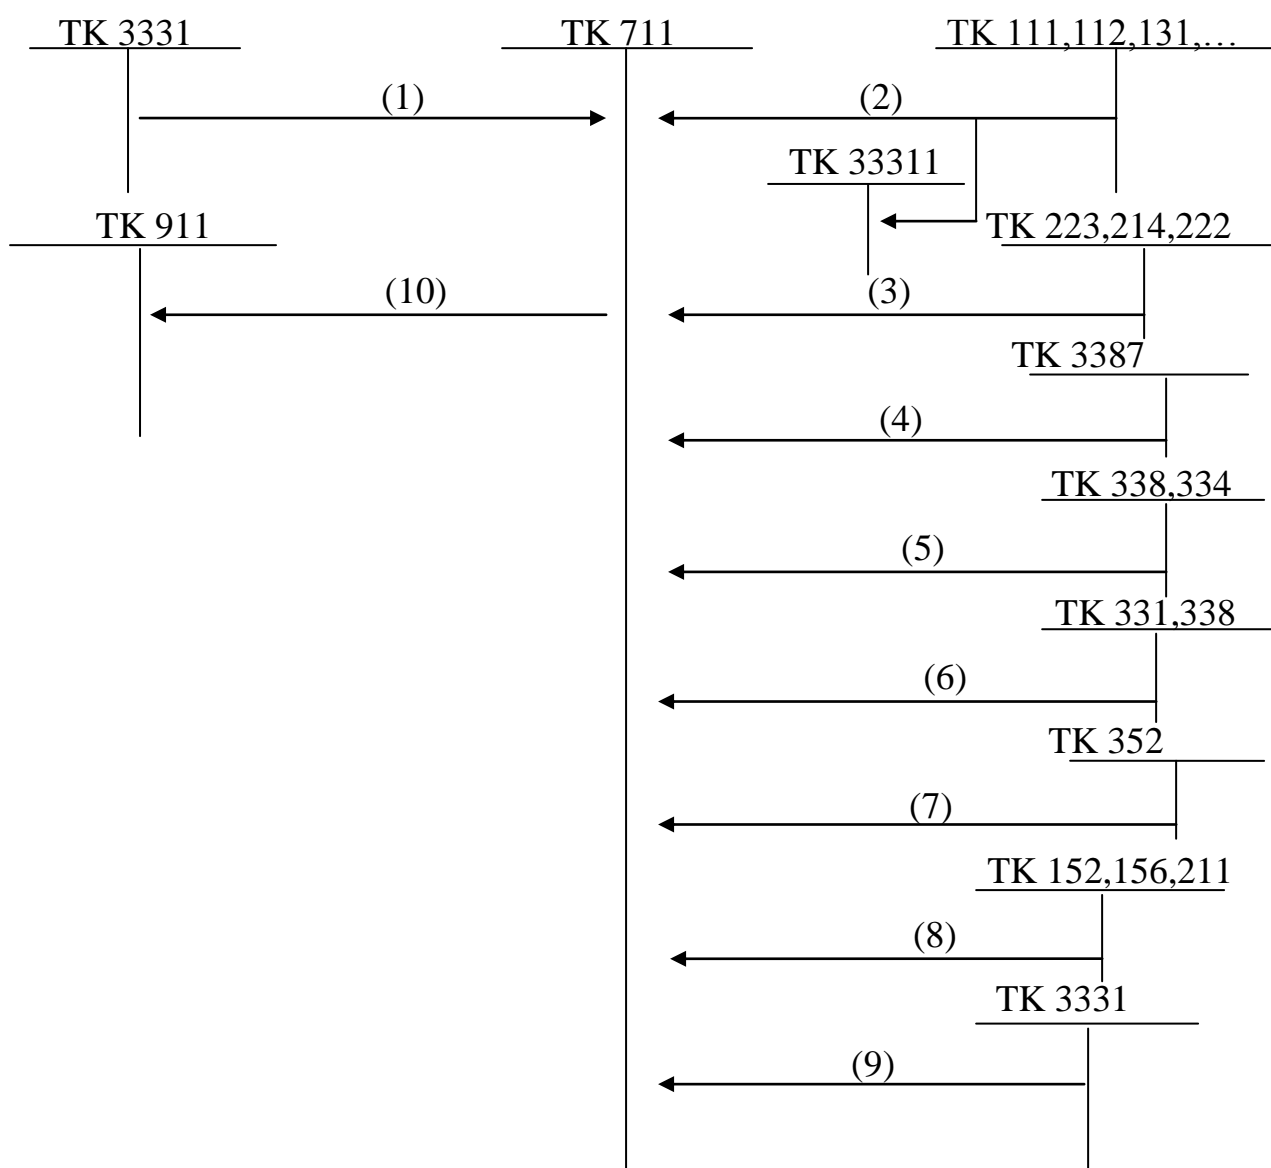 TK 3331 TK 711 TK 111,112,131,…
(1) (2)
TK 33311
TK 911 TK 223,214,222
(10) (3)
TK 3387
(4)
TK 338,334
(5)
TK 331,338
(6)
TK 352
(7)
TK 152,156,211
(8)
TK 3331
(9)